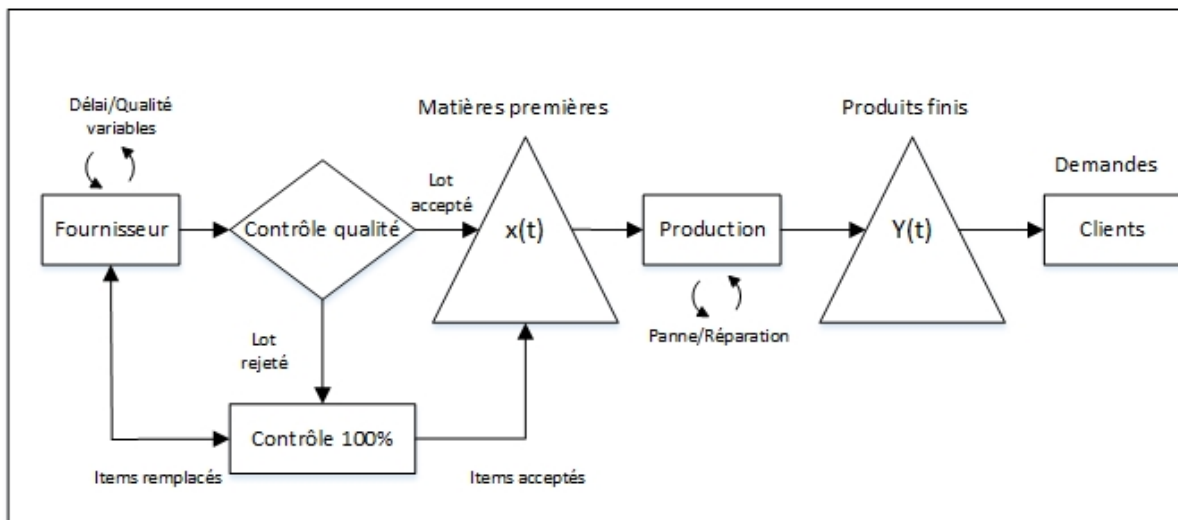 Délai/Qualité
variables
Matières premières
Produits finis
Demandes
Fournisseur
Contrôle qualité
Lot
accepté
x(t)
Production
Y(t)
Clients
Panne/Réparation
Lot
rejeté
Contrôle 100%
Items remplacés
Items acceptés